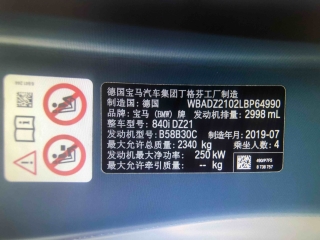 德国宝马汽车集团丁格芬工厂制造
制造国: 德国 WBADZ2102LBP64990
品牌: 宝马 (BMW) 牌 发动机排量: 2998 mL
整车型号: 840i DZ21
发动机型号: B58B30C 制造年月: 2019-07
最大允许总质量: 2340 kg 乘坐人数: 4
最大净功率: 250 kW
最大允许牵引质量: -- kg